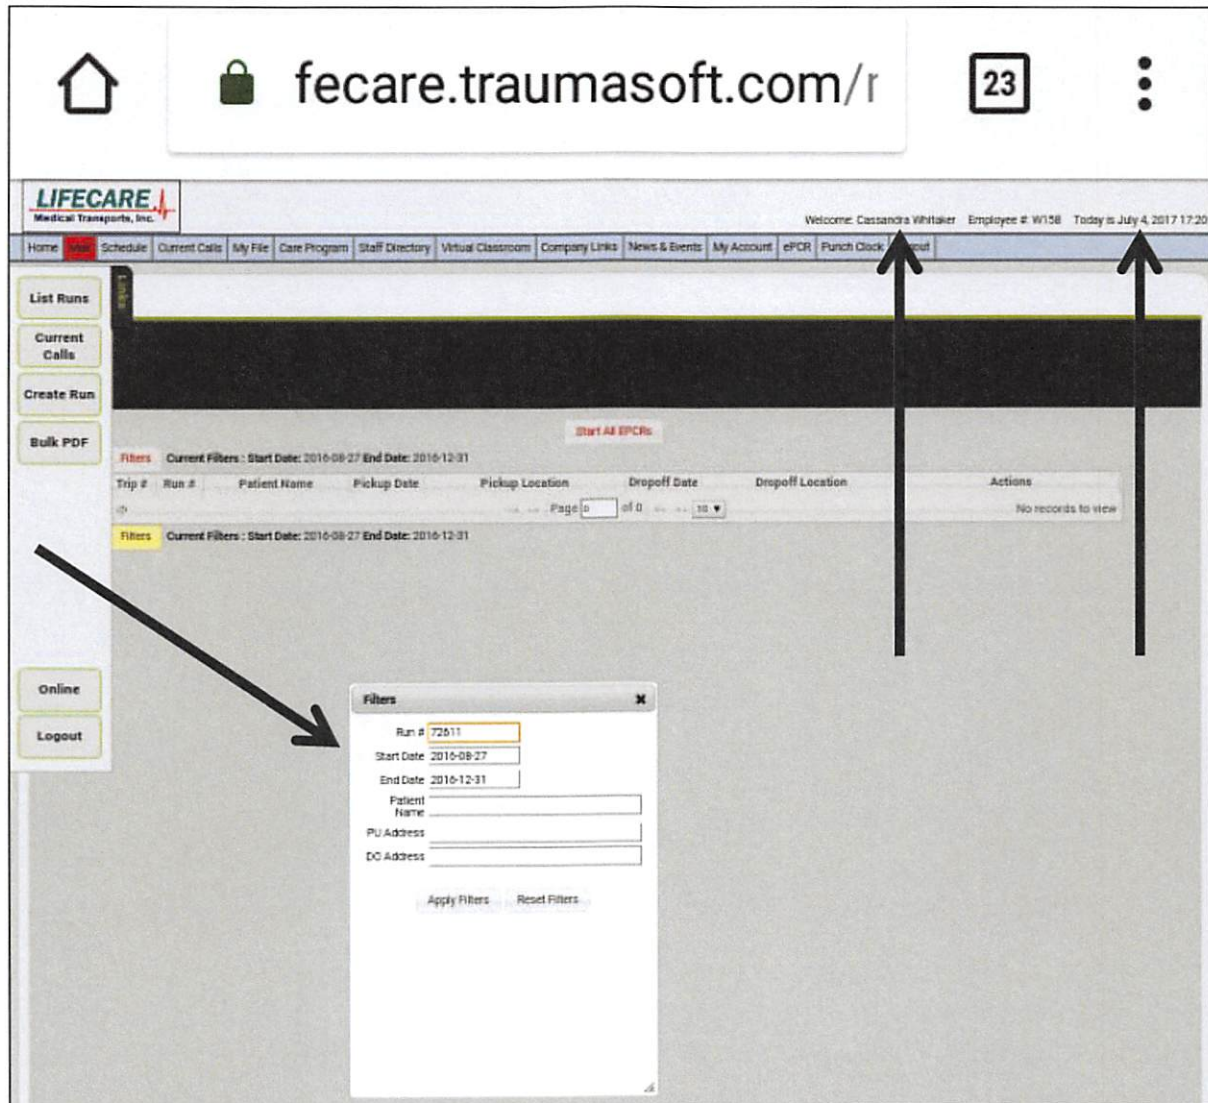 fecare.traumasoft.com/r
23
LIFECARE
Medical Transports, Inc.
Welcome: Cassandra Whitaker Employee #: W158 Today is July 4, 2017 17:20
Home Schedule Current Calls My File Care Program Staff Directory Virtual Classroom Company Links News & Events My Account ePCR Punch Clock
List Runs
Links
Current
Calls
Create Run
Bulk PDF
Start All EPCRs
Filters Current Filters : Start Date: 2016-08-27 End Date: 2016-12-31
Trip # Run # Patient Name Pickup Date Pickup Location Dropoff Date Dropoff Location Actions
Page 0 of 0 10 No records to view
Filters Current Filters : Start Date: 2016-08-27 End Date: 2016-12-31
Online
Logout
Filters
Run # 72611
Start Date 2016-08-27
End Date 2016-12-31
Patient
Name
PU Address
DO Address
Apply Filters Reset Filters